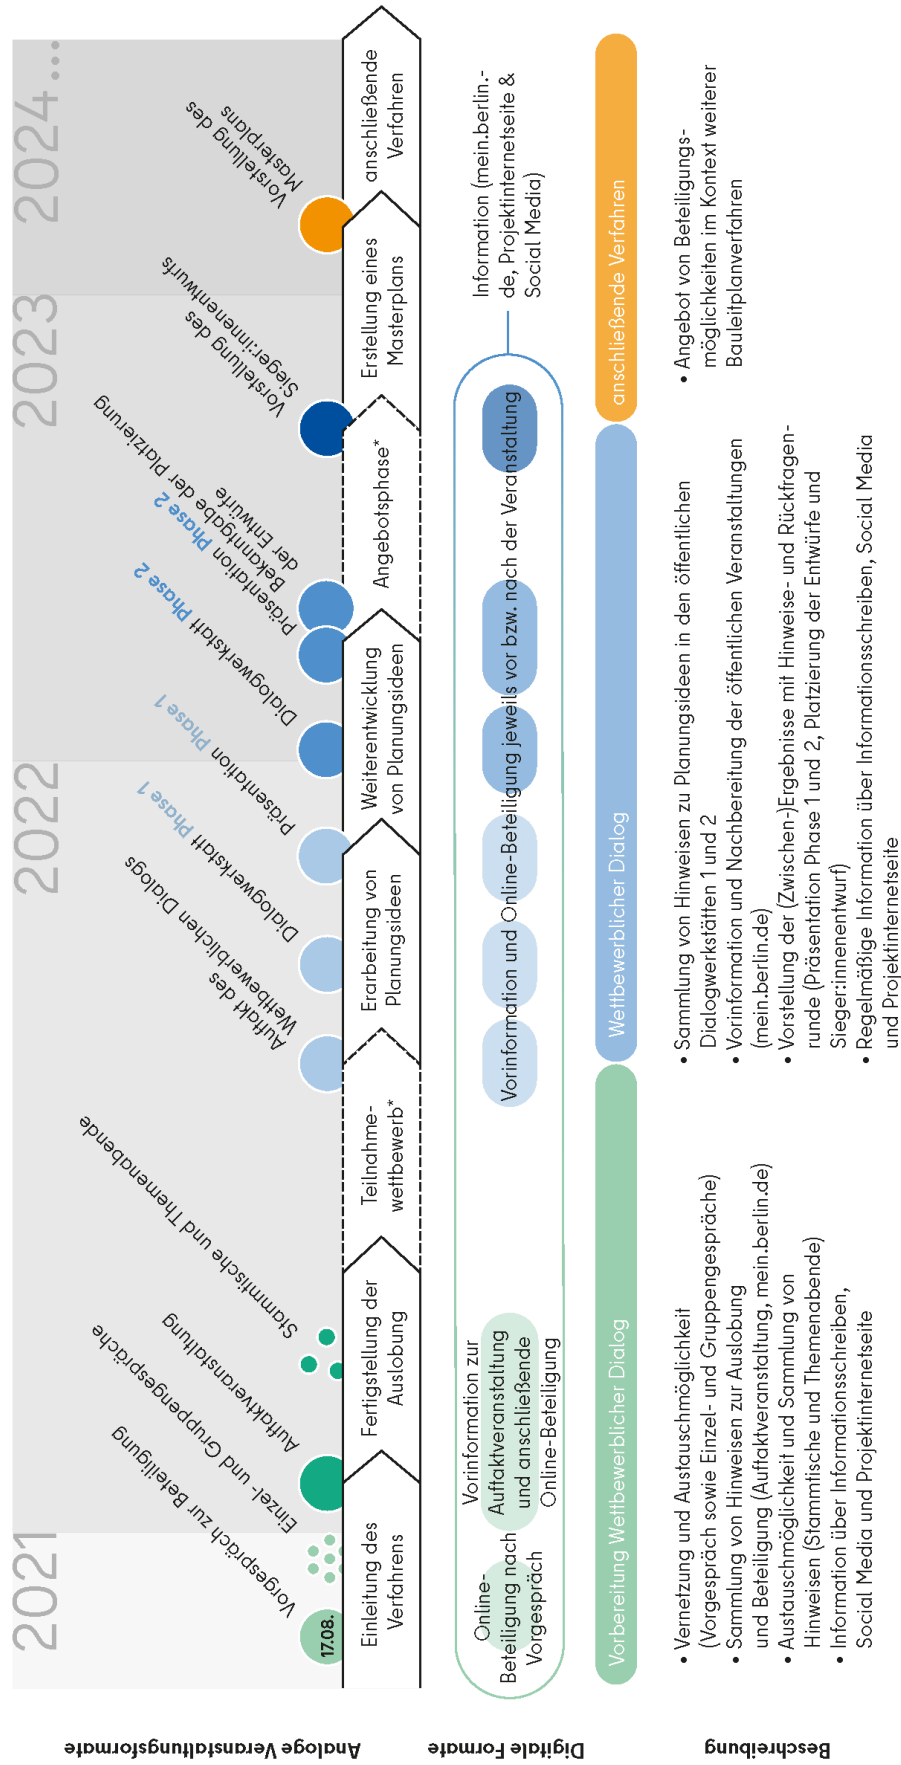 2021
2022
2023
2024...
Analoge Veranstaltungsformate
Vorgespräch zur Beteiligung
Einzel- und Gruppengespräche
Auftaktveranstaltung
Stammtische und Themenabende
Auftakt des
Wettbewerblichen Dialogs
Dialogwerkstatt Phase 1
Präsentation Phase 1
Dialogwerkstatt Phase 2
Präsentation Phase 2
Bekanntgabe der Platzierung
der Entwürfe
Vorstellung des
Sieger:innenentwurfs
Vorstellung des
Masterplans
17.08.
Einleitung des
Verfahrens
Fertigstellung der
Auslobung
Teilnahme-
wettbewerb*
Erarbeitung von
Planungsideen
Weiterentwicklung
von Planungsideen
Angebotsphase*
Erstellung eines
Masterplans
anschließende
Verfahren
Digitale Formate
Online-
Beteiligung nach
Vorgespräch
Vorinformation zur
Auftaktveranstaltung
und anschließende
Online-Beteiligung
Vorinformation und Online-Beteiligung jeweils vor bzw. nach der Veranstaltung
Information (mein.berlin.-
de, Projektinternetseite &
Social Media)
Vorbereitung Wettbewerblicher Dialog
Wettbewerblicher Dialog
anschließende Verfahren
Beschreibung
• Vernetzung und Austauschmöglichkeit
(Vorgespräch sowie Einzel- und Gruppengespräche)
• Sammlung von Hinweisen zur Auslobung
und Beteiligung (Auftaktveranstaltung, mein.berlin.de)
• Austauschmöglichkeit und Sammlung von
Hinweisen (Stammtische und Themenabende)
• Information über Informationsschreiben,
Social Media und Projektinternetseite
• Sammlung von Hinweisen zu Planungsideen in den öffentlichen
Dialogwerkstätten 1 und 2
• Vorinformation und Nachbereitung der öffentlichen Veranstaltungen
(mein.berlin.de)
• Vorstellung der (Zwischen-)Ergebnisse mit Hinweise- und Rückfragen-
runde (Präsentation Phase 1 und 2, Platzierung der Entwürfe und
Sieger:innenentwurf)
• Regelmäßige Information über Informationsschreiben, Social Media
und Projektinternetseite
• Angebot von Beteiligungs-
möglichkeiten im Kontext weiterer
Bauleitplanverfahren